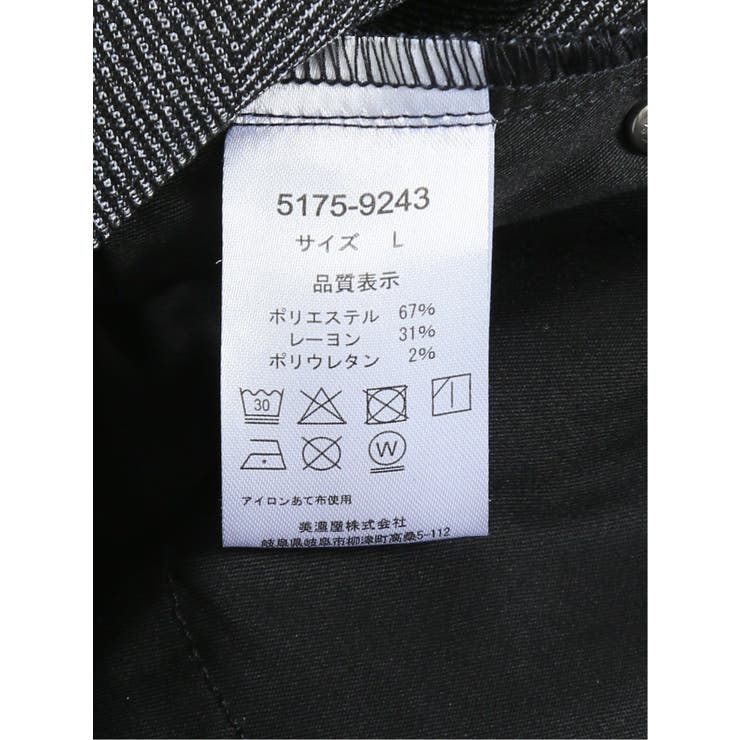 5175-9243
サイズ L
品質表示
ポリエステル 67%
レーヨン 31%
ポリウレタン 2%
30
W
アイロンあて布使用
美濃屋株式会社
岐阜県岐阜市柳津町高桑5-112